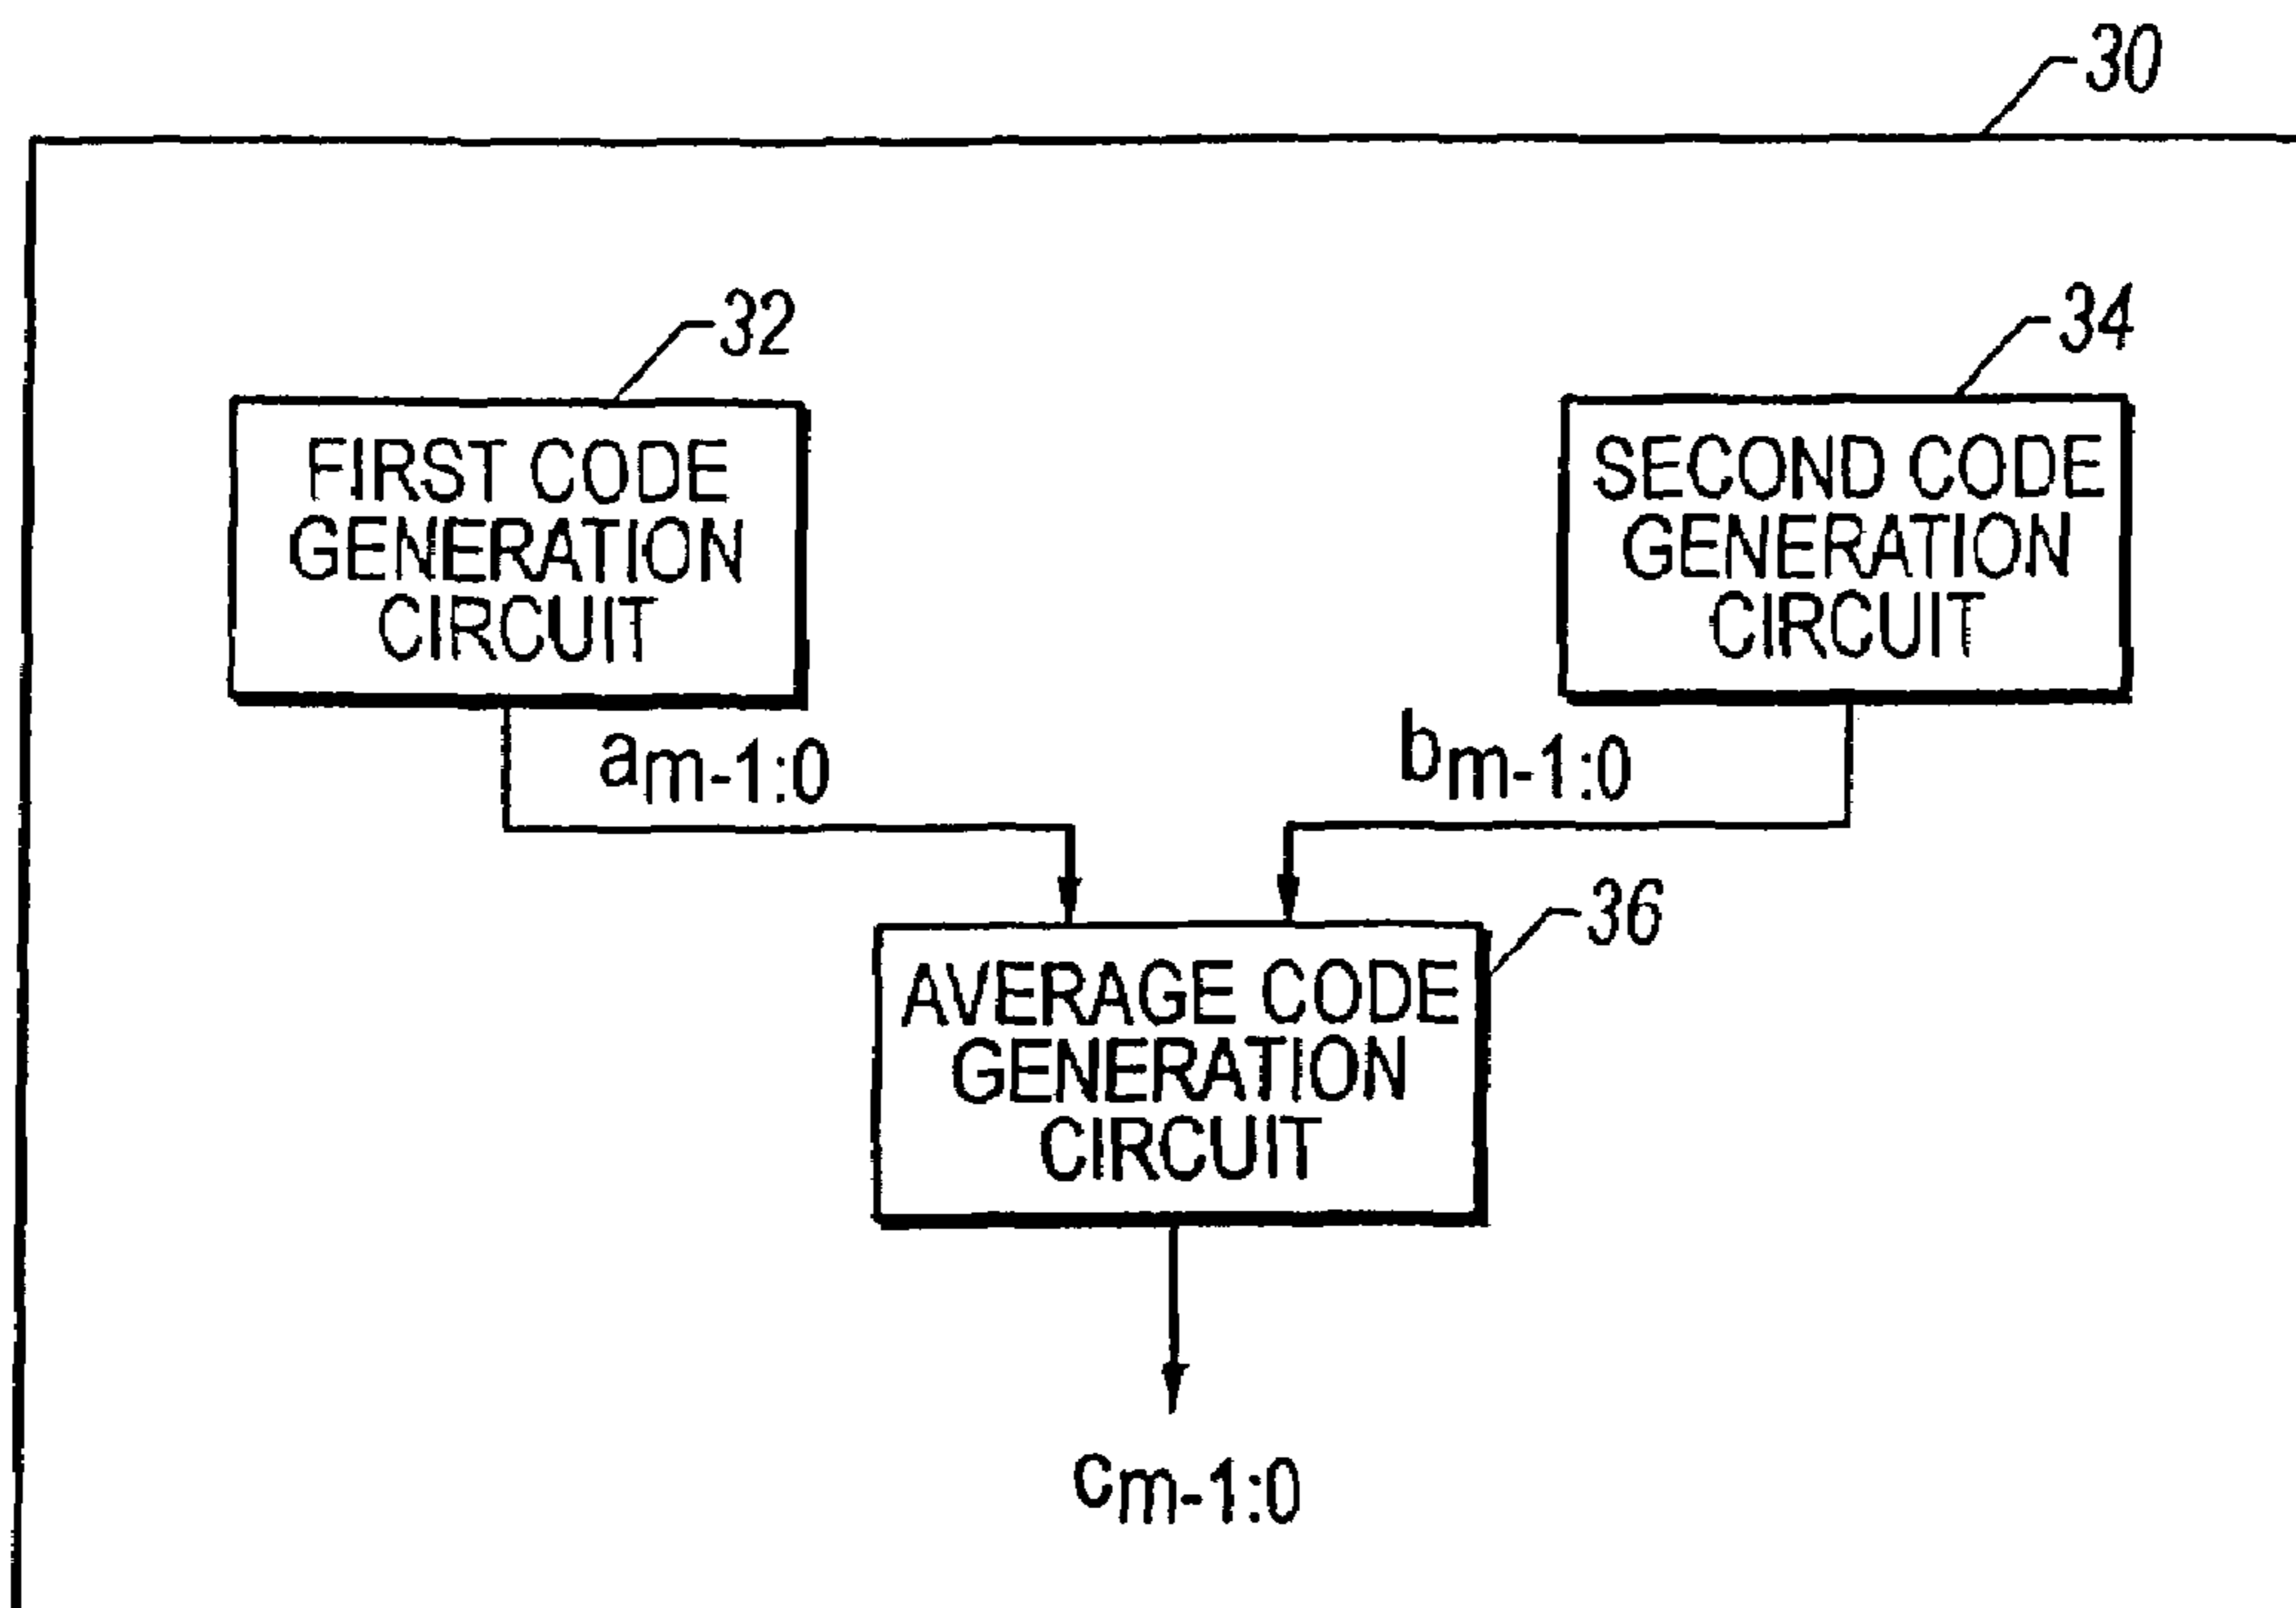 30
32
34
FIRST CODE
GENERATION
CIRCUIT
SECOND CODE
GENERATION
CIRCUIT
am-1:0
bm-1:0
36
AVERAGE CODE
GENERATION
CIRCUIT
cm-1:0